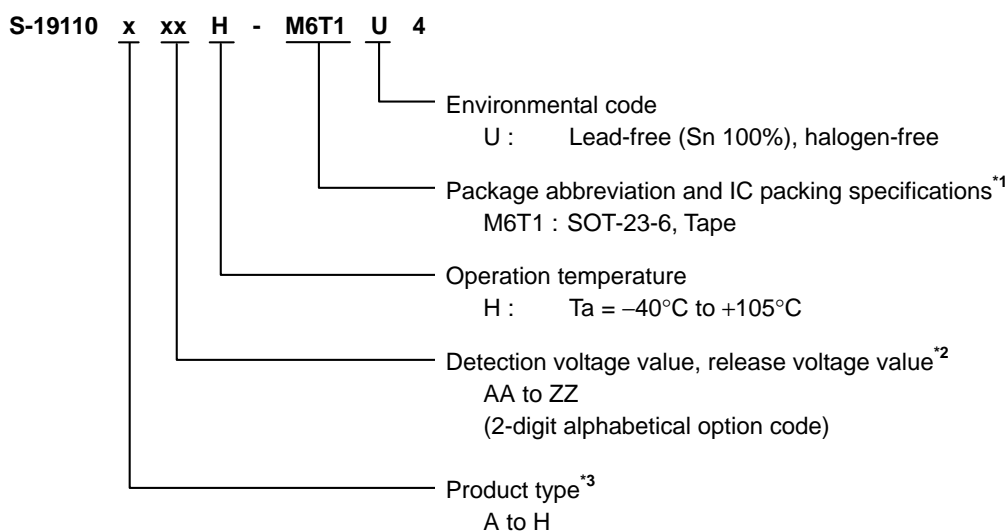 S-19110 x xx H - M6T1 U 4
Environmental code
U : Lead-free (Sn 100%), halogen-free
Package abbreviation and IC packing specifications*1
M6T1 : SOT-23-6, Tape
Operation temperature
H : Ta = −40°C to +105°C
Detection voltage value, release voltage value*2
AA to ZZ
(2-digit alphabetical option code)
Product type*3
A to H